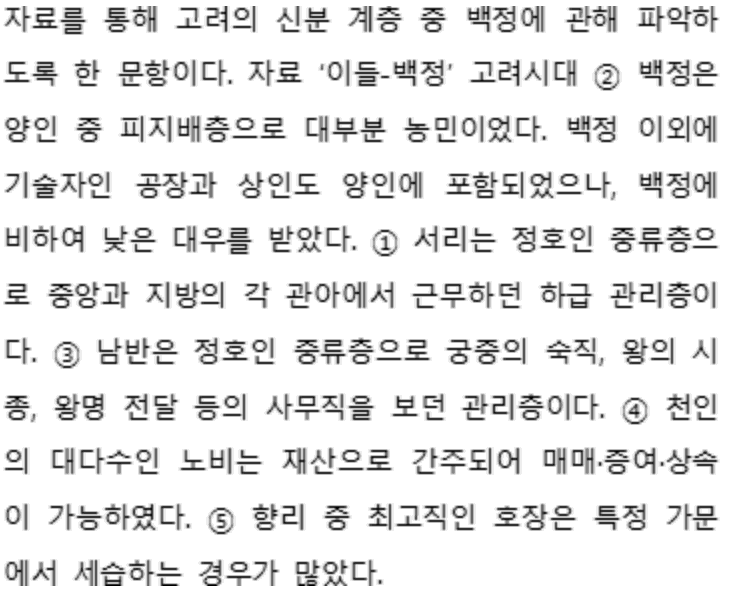 자료를 통해 고려의 신분 계층 중 백정에 관해 파악하
도록 한 문항이다. 자료 ‘이들-백정’ 고려시대 ② 백정은
양인 중 피지배층으로 대부분 농민이었다. 백정 이외에
기술자인 공장과 상인도 양인에 포함되었으나, 백정에
비하여 낮은 대우를 받았다. ① 서리는 정호인 중류층으
로 중앙과 지방의 각 관아에서 근무하던 하급 관리층이
다. ③ 남반은 정호인 중류층으로 궁중의 숙직, 왕의 시
종, 왕명 전달 등의 사무직을 보던 관리층이다. ④ 천인
의 대다수인 노비는 재산으로 간주되어 매매·증여·상속
이 가능하였다. ⑤ 향리 중 최고직인 호장은 특정 가문
에서 세습하는 경우가 많았다.